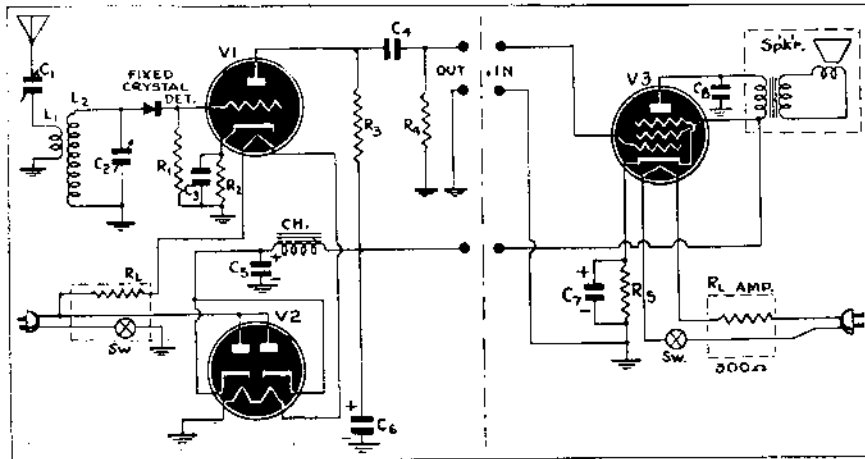 C1
L1
L2
FIXED
CRYSTAL
DET.
C2
R1
C3
R2
V1
R3
C4
R4
OUT
IN
V3
C8
Spk'r.
CH.
C5
RL
SW
V2
C6
C7
R5
SW.
RL AMP.
300Ω